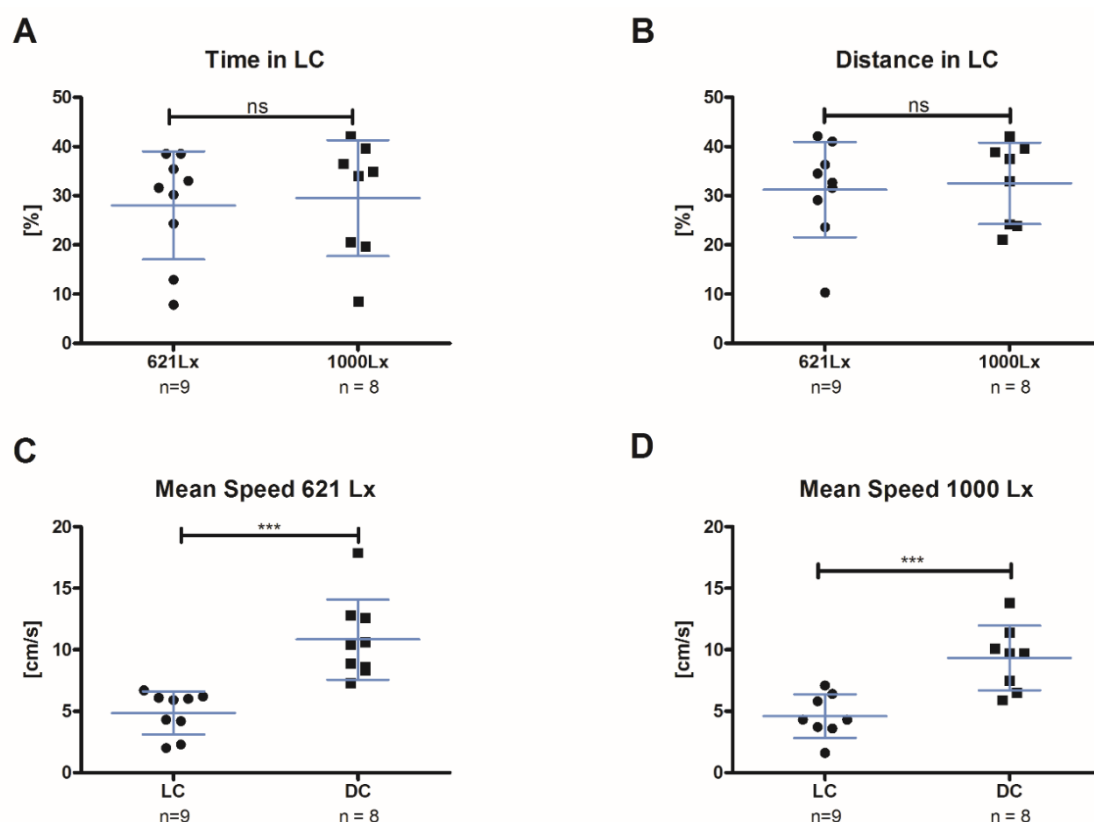 A
Time in LC
50
40
30
20
10
0
[%]
ns
621Lx
1000Lx
n=9
n = 8
B
Distance in LC
50
40
30
20
10
0
[%]
ns
621Lx
1000Lx
n=9
n = 8
C
Mean Speed 621 Lx
20
15
10
5
0
[cm/s]
***
LC
DC
n=9
n = 8
D
Mean Speed 1000 Lx
20
15
10
5
0
[cm/s]
***
LC
DC
n=9
n = 8